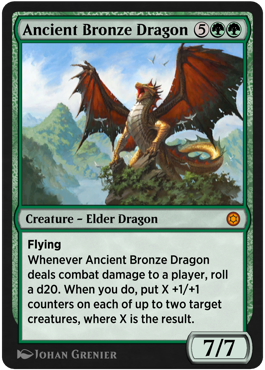 Ancient Bronze Dragon 5
Creature – Elder Dragon
Flying
Whenever Ancient Bronze Dragon
deals combat damage to a player, roll
a d20. When you do, put X +1/+1
counters on each of up to two target
creatures, where X is the result.
Johan Grenier
7/7